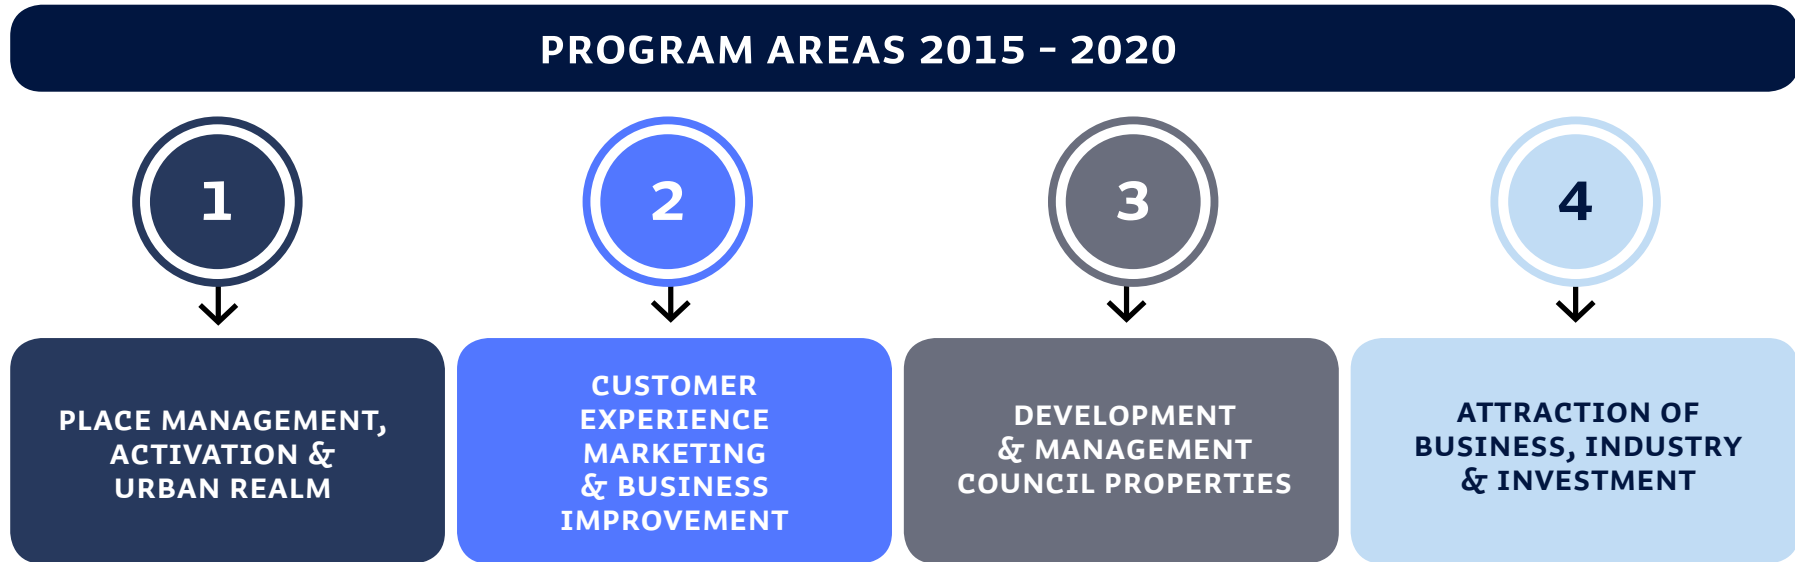 PROGRAM AREAS 2015 – 2020
1
2
3
4
PLACE MANAGEMENT,
ACTIVATION &
URBAN REALM
CUSTOMER
EXPERIENCE
MARKETING
& BUSINESS
IMPROVEMENT
DEVELOPMENT
& MANAGEMENT
COUNCIL PROPERTIES
ATTRACTION OF
BUSINESS, INDUSTRY
& INVESTMENT